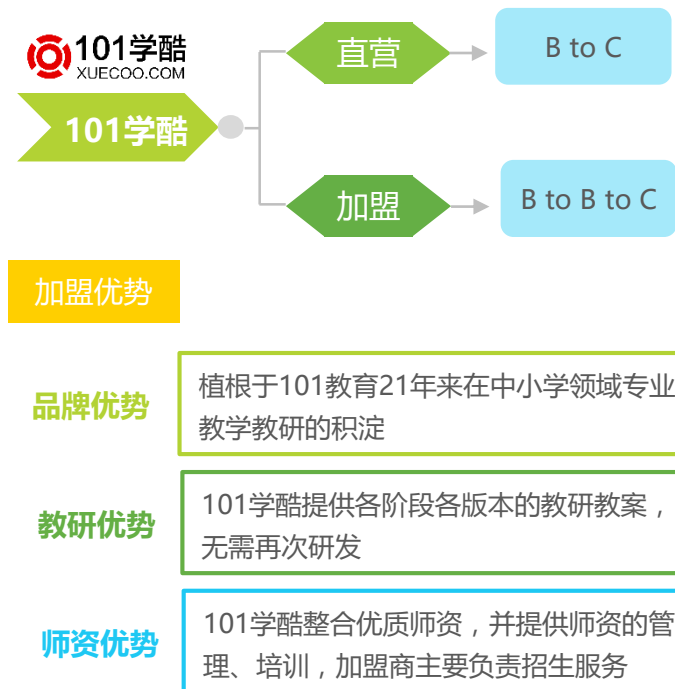 101学酷
XUECOO.COM
直营
B to C
101学酷
加盟
B to B to C
加盟优势
品牌优势
植根于101教育21年来在中小学领域专业
教学教研的积淀
教研优势
101学酷提供各阶段各版本的教研教案，
无需再次研发
师资优势
101学酷整合优质师资，并提供师资的管
理、培训，加盟商主要负责招生服务